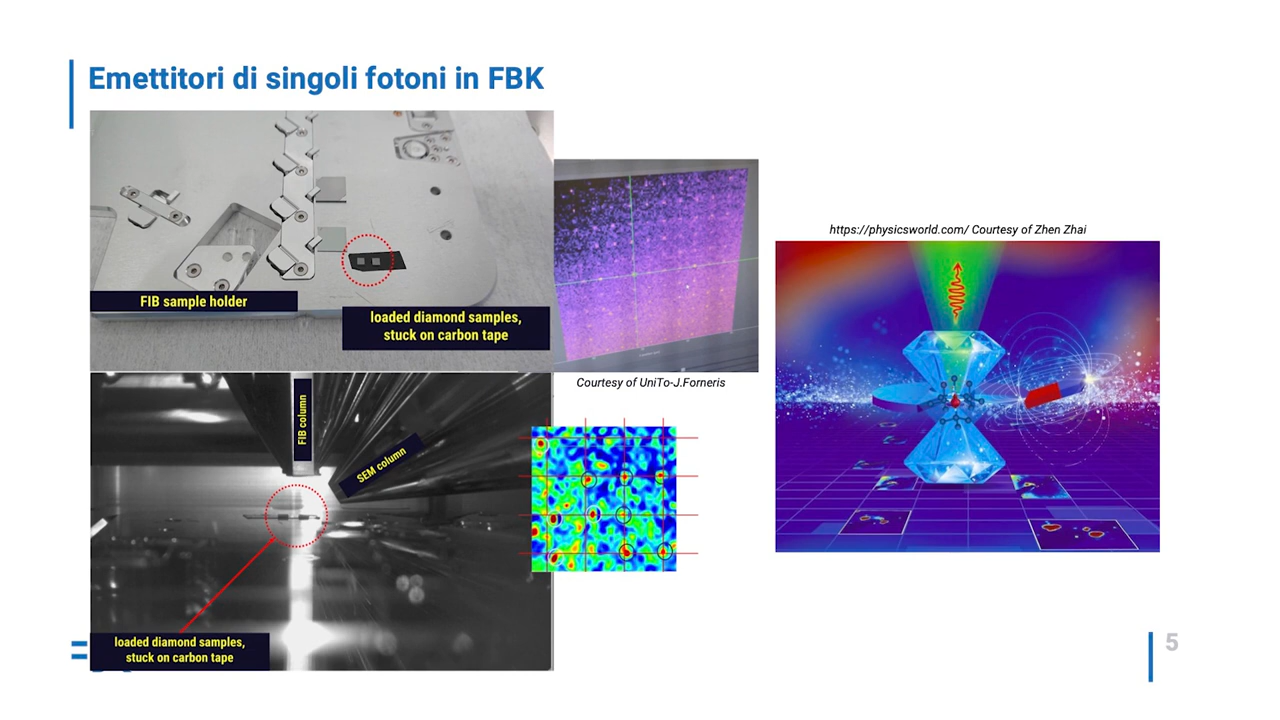 Emettitori di singoli fotoni in FBK
FIB sample holder
loaded diamond samples,
stuck on carbon tape
https://physicsworld.com/ Courtesy of Zhen Zhai
Courtesy of UniTo-J.Forneris
FIB column
SEM column
loaded diamond samples,
stuck on carbon tape
5